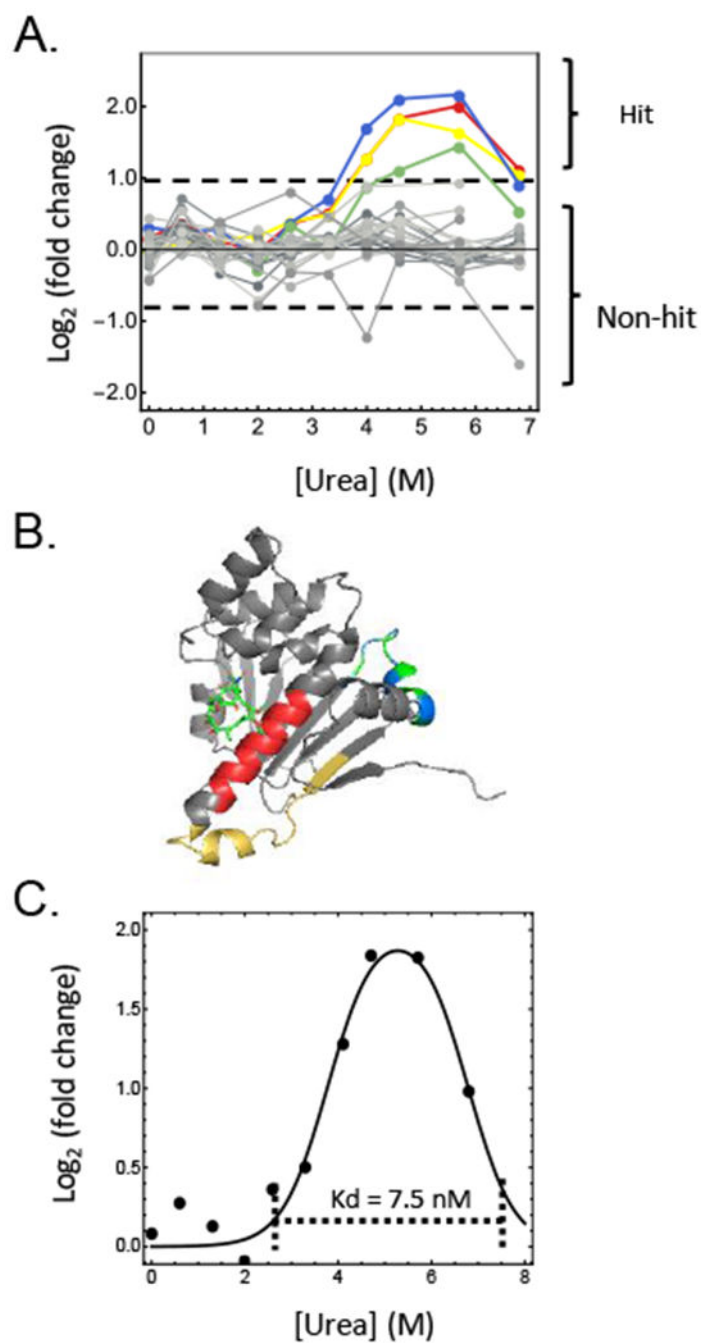 A.
Log2 (fold change)
2.0
1.0
0.0
−1.0
−2.0
0 1 2 3 4 5 6 7
[Urea] (M)
Hit
Non-hit
B.
C.
Log2 (fold change)
2.0
1.5
1.0
0.5
0.0
Kd = 7.5 nM
0 2 4 6 8
[Urea] (M)